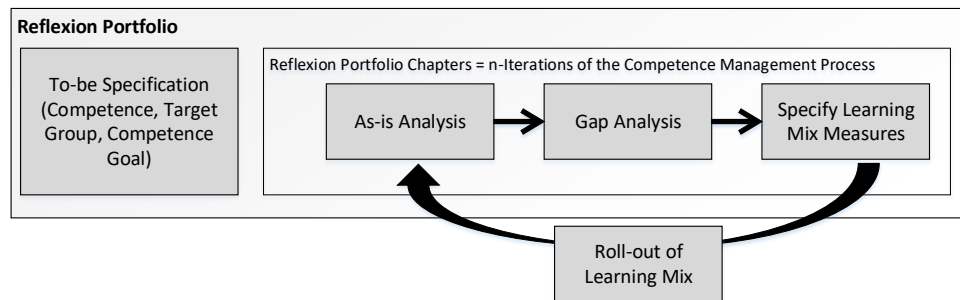 Reflexion Portfolio
To-be Specification
(Competence, Target
Group, Competence
Goal)
Reflexion Portfolio Chapters = n-Iterations of the Competence Management Process
As-is Analysis
Gap Analysis
Specify Learning
Mix Measures
Roll-out of
Learning Mix